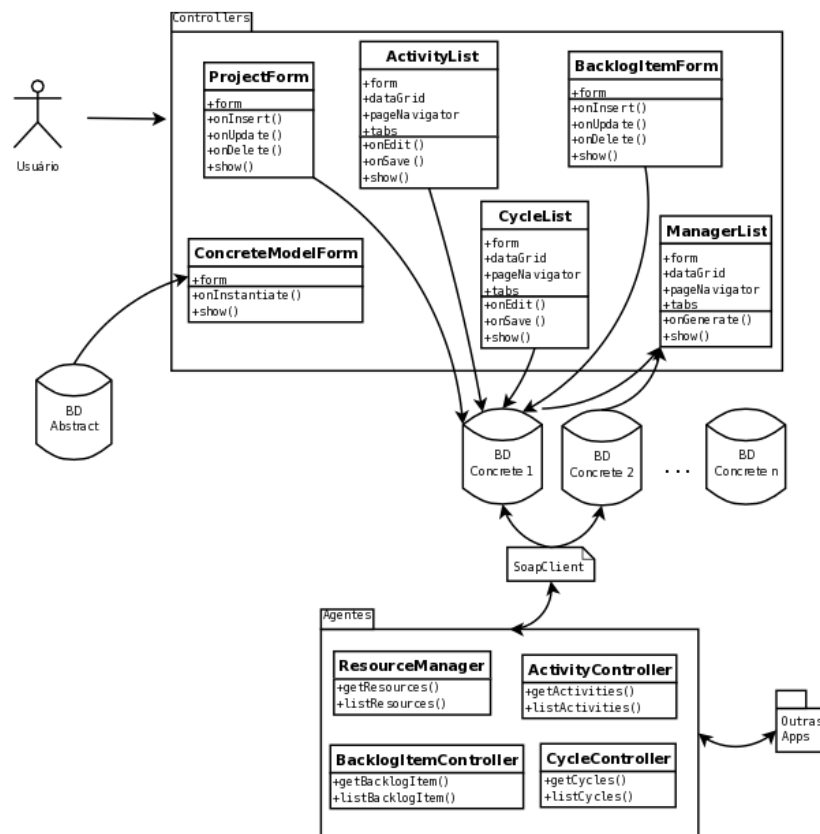 Controllers
Usuário
ProjectForm
+form
+onInsert()
+onUpdate()
+onDelete()
+show()
ActivityList
+form
+dataGrid
+pageNavigator
+tabs
+onEdit()
+onSave()
+show()
BacklogItemForm
+form
+onInsert()
+onUpdate()
+onDelete()
+show()
CycleList
+form
+dataGrid
+pageNavigator
+tabs
+onEdit()
+onSave()
+show()
ManagerList
+form
+dataGrid
+pageNavigator
+tabs
+onGenerate()
+show()
ConcreteModelForm
+form
+onInstantiate()
+show()
BD
Abstract
BD
Concrete 1
BD
Concrete 2
...
BD
Concrete n
SoapClient
Agentes
ResourceManager
+getResources()
+listResources()
ActivityController
+getActivities()
+listActivities()
BacklogItemController
+getBacklogItem()
+listBacklogItem()
CycleController
+getCycles()
+listCycles()
Outras
Apps